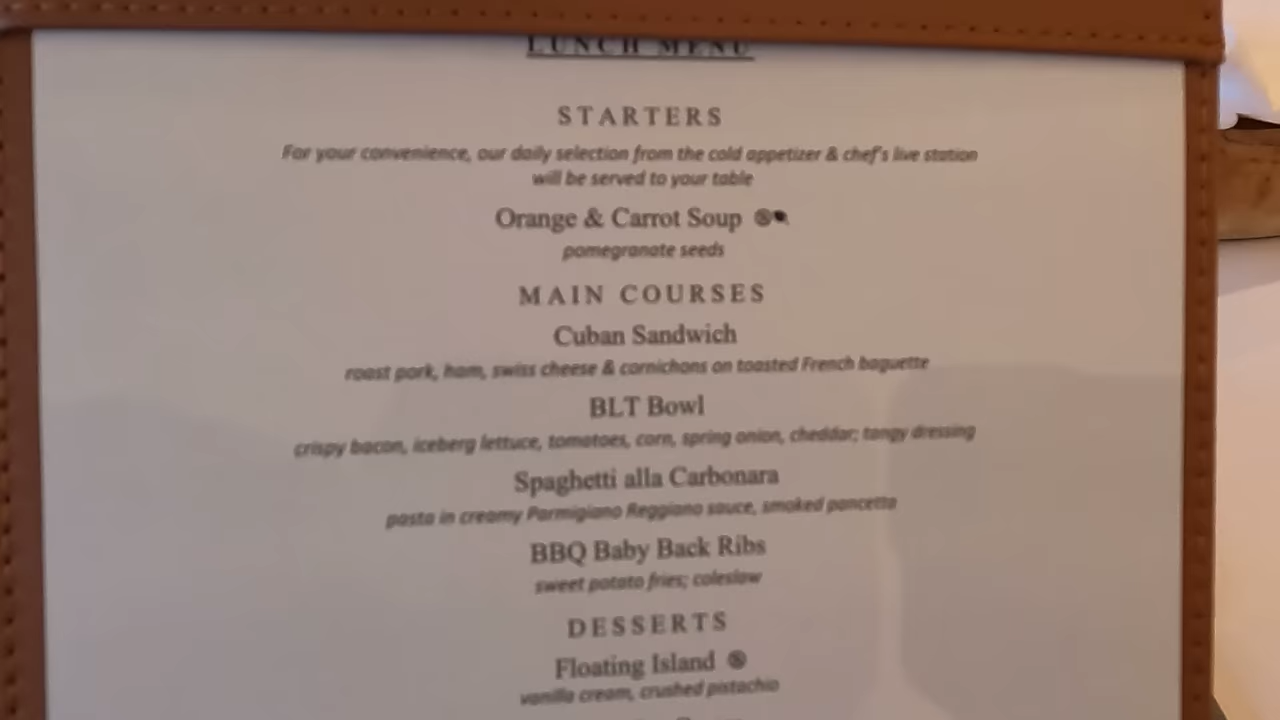 LUNCH MENU
STARTERS
For your convenience, our daily selection from the cold appetizer & chef's live station
will be served to your table
Orange & Carrot Soup
pomegranate seeds
MAIN COURSES
Cuban Sandwich
roast pork, ham, swiss cheese & cornichons on toasted French baguette
BLT Bowl
crispy bacon, iceberg lettuce, tomatoes, corn, spring onion, cheddar; tangy dressing
Spaghetti alla Carbonara
pasta in creamy Parmigiano Reggiano sauce, smoked pancetta
BBQ Baby Back Ribs
sweet potato fries; coleslaw
DESSERTS
Floating Island
vanilla cream, crushed pistachio